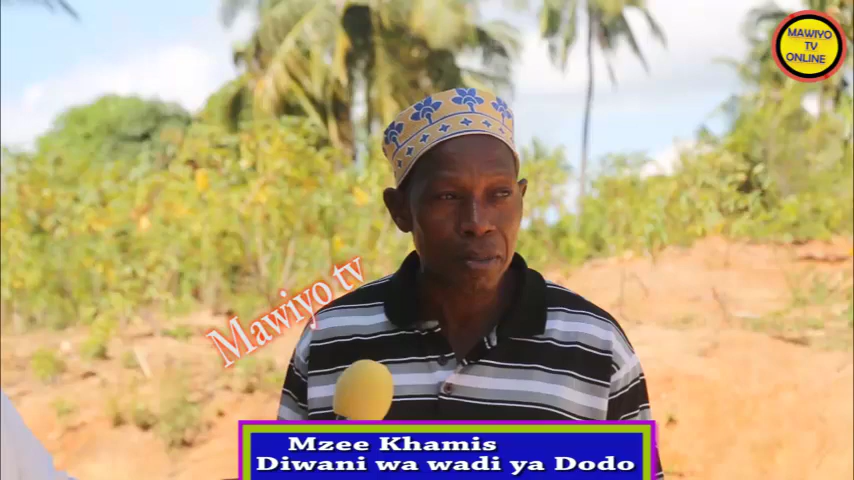 MAWIYO
TV
ONLINE
Mawiyo tv
Mzee Khamis
Diwani wa wadi ya Dodo